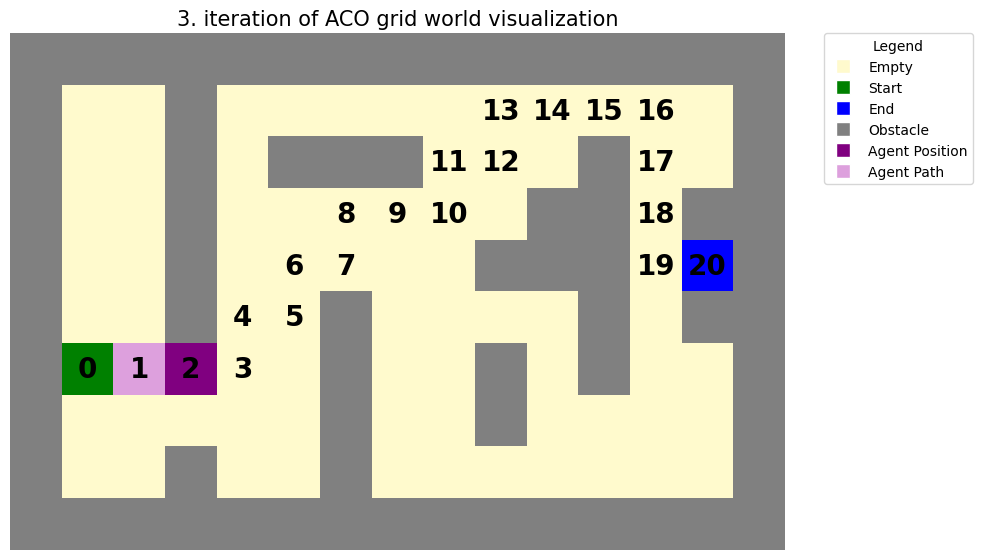 3. iteration of ACO grid world visualization
Legend
Empty
Start
End
Obstacle
Agent Position
Agent Path
13 14 15 16
11 12 17
8 9 10 18
6 7 19 20
4 5
0 1 2 3